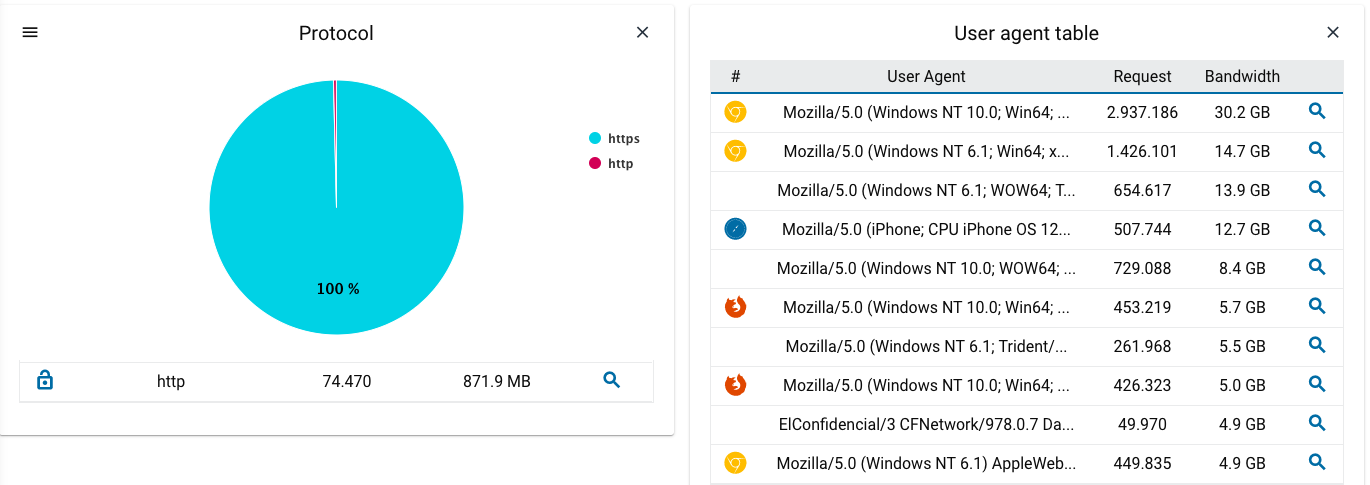 Protocol
https
http
100 %
http 74.470 871.9 MB
User agent table
# User Agent Request Bandwidth
Mozilla/5.0 (Windows NT 10.0; Win64; ... 2.937.186 30.2 GB
Mozilla/5.0 (Windows NT 6.1; Win64; x... 1.426.101 14.7 GB
Mozilla/5.0 (Windows NT 6.1; WOW64; T... 654.617 13.9 GB
Mozilla/5.0 (iPhone; CPU iPhone OS 12... 507.744 12.7 GB
Mozilla/5.0 (Windows NT 10.0; WOW64; ... 729.088 8.4 GB
Mozilla/5.0 (Windows NT 10.0; Win64; ... 453.219 5.7 GB
Mozilla/5.0 (Windows NT 6.1; Trident/... 261.968 5.5 GB
Mozilla/5.0 (Windows NT 10.0; Win64; ... 426.323 5.0 GB
ElConfidencial/3 CFNetwork/978.0.7 Da... 49.970 4.9 GB
Mozilla/5.0 (Windows NT 6.1) AppleWeb... 449.835 4.9 GB